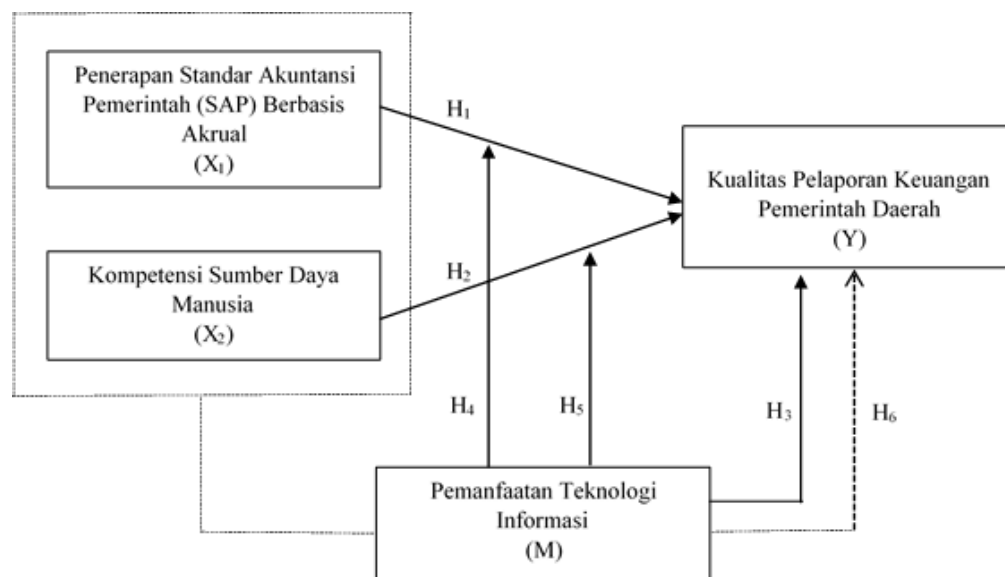 Penerapan Standar Akuntansi
Pemerintah (SAP) Berbasis
Akrual
(X₁)
H₁
Kualitas Pelaporan Keuangan
Pemerintah Daerah
(Y)
Kompetensi Sumber Daya
Manusia
(X₂)
H₂
H₄
H₅
H₃
H₆
Pemanfaatan Teknologi
Informasi
(M)